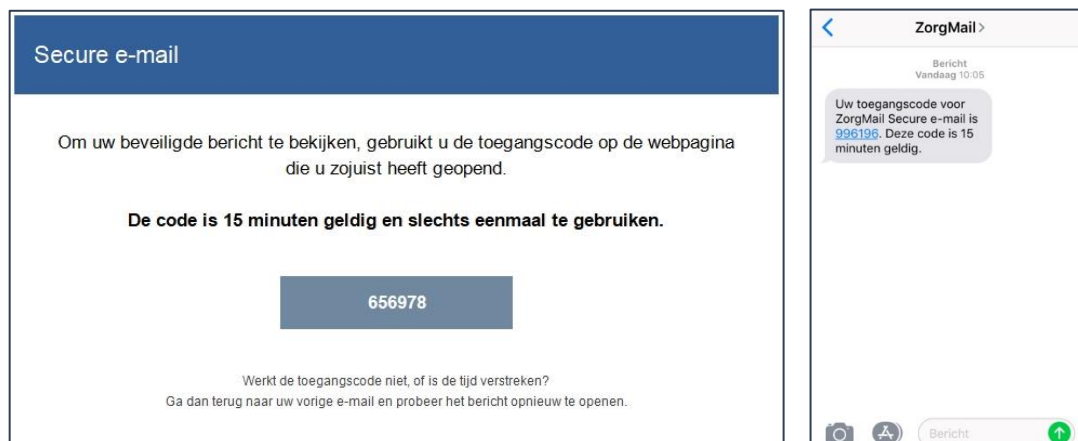 Secure e-mail
Om uw beveiligde bericht te bekijken, gebruikt u de toegangscode op de webpagina
die u zojuist heeft geopend.
De code is 15 minuten geldig en slechts eenmaal te gebruiken.
656978
Werkt de toegangscode niet, of is de tijd verstreken?
Ga dan terug naar uw vorige e-mail en probeer het bericht opnieuw te openen.
ZorgMail >
Bericht
Vandaag 10:05
Uw toegangscode voor
ZorgMail Secure e-mail is
996196. Deze code is 15
minuten geldig.
Bericht